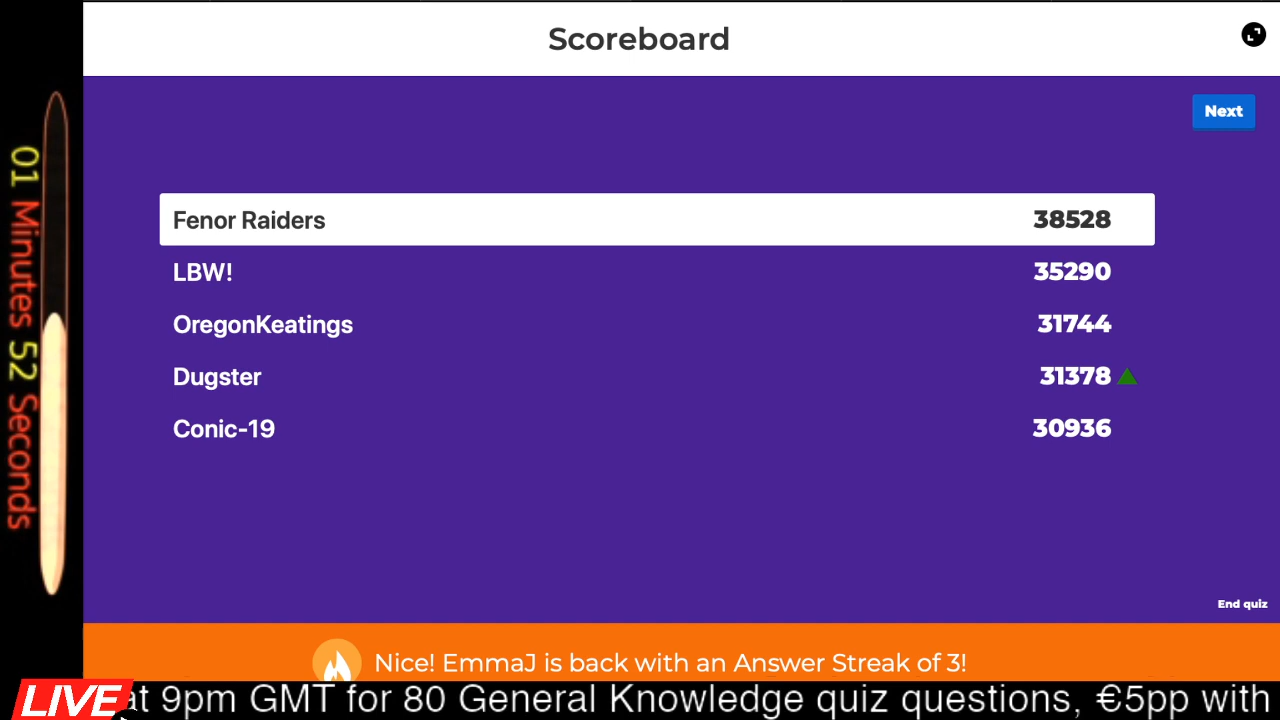 Scoreboard
Next
01 Minutes 52 Seconds
Fenor Raiders 38528
LBW! 35290
OregonKeatings 31744
Dugster 31378
Conic-19 30936
End quiz
Nice! EmmaJ is back with an Answer Streak of 3!
LIVE
at 9pm GMT for 80 General Knowledge quiz questions, €5pp with